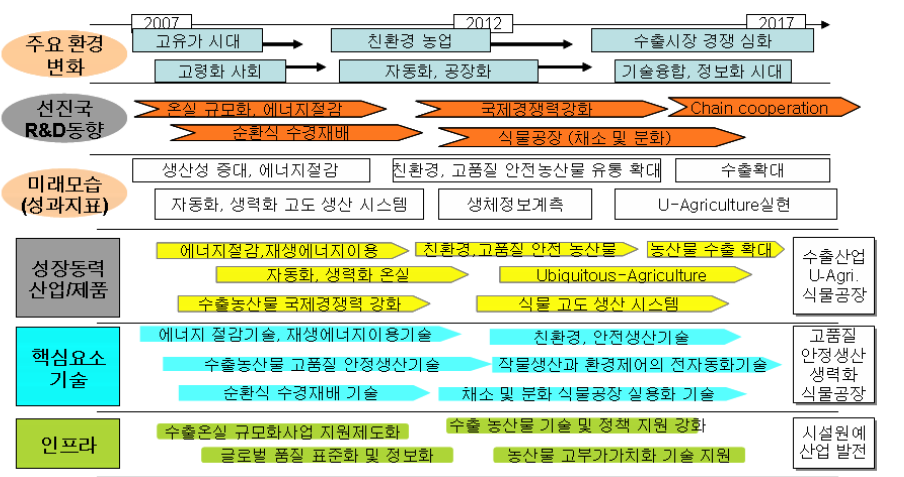 2007
2012
2017
주요 환경
변화
고유가 시대
친환경 농업
수출시장 경쟁 심화
고령화 사회
자동화, 공장화
기술융합, 정보화 시대
선진국
R&D동향
온실 규모화, 에너지절감
국제경쟁력강화
Chain cooperation
순환식 수경재배
식물공장 (채소 및 분화)
미래모습
(성과지표)
생산성 증대, 에너지절감
친환경, 고품질 안전농산물 유통 확대
수출확대
자동화, 생력화 고도 생산 시스템
생체정보계측
U-Agriculture실현
성장동력
산업/제품
에너지절감,재생에너지이용
친환경,고품질 안전 농산물
농산물 수출 확대
자동화, 생력화 온실
Ubiquitous-Agriculture
수출농산물 국제경쟁력 강화
식물 고도 생산 시스템
수출산업
U-Agri.
식물공장
핵심요소
기술
에너지 절감기술, 재생에너지이용기술
친환경, 안전생산기술
수출농산물 고품질 안정생산기술
작물생산과 환경제어의 전자동화기술
순환식 수경재배 기술
채소 및 분화 식물공장 실용화 기술
고품질
안정생산
생력화
식물공장
인프라
수출온실 규모화사업 지원제도화
수출 농산물 기술 및 정책 지원 강화
글로벌 품질 표준화 및 정보화
농산물 고부가가치화 기술 지원
시설원예
산업 발전